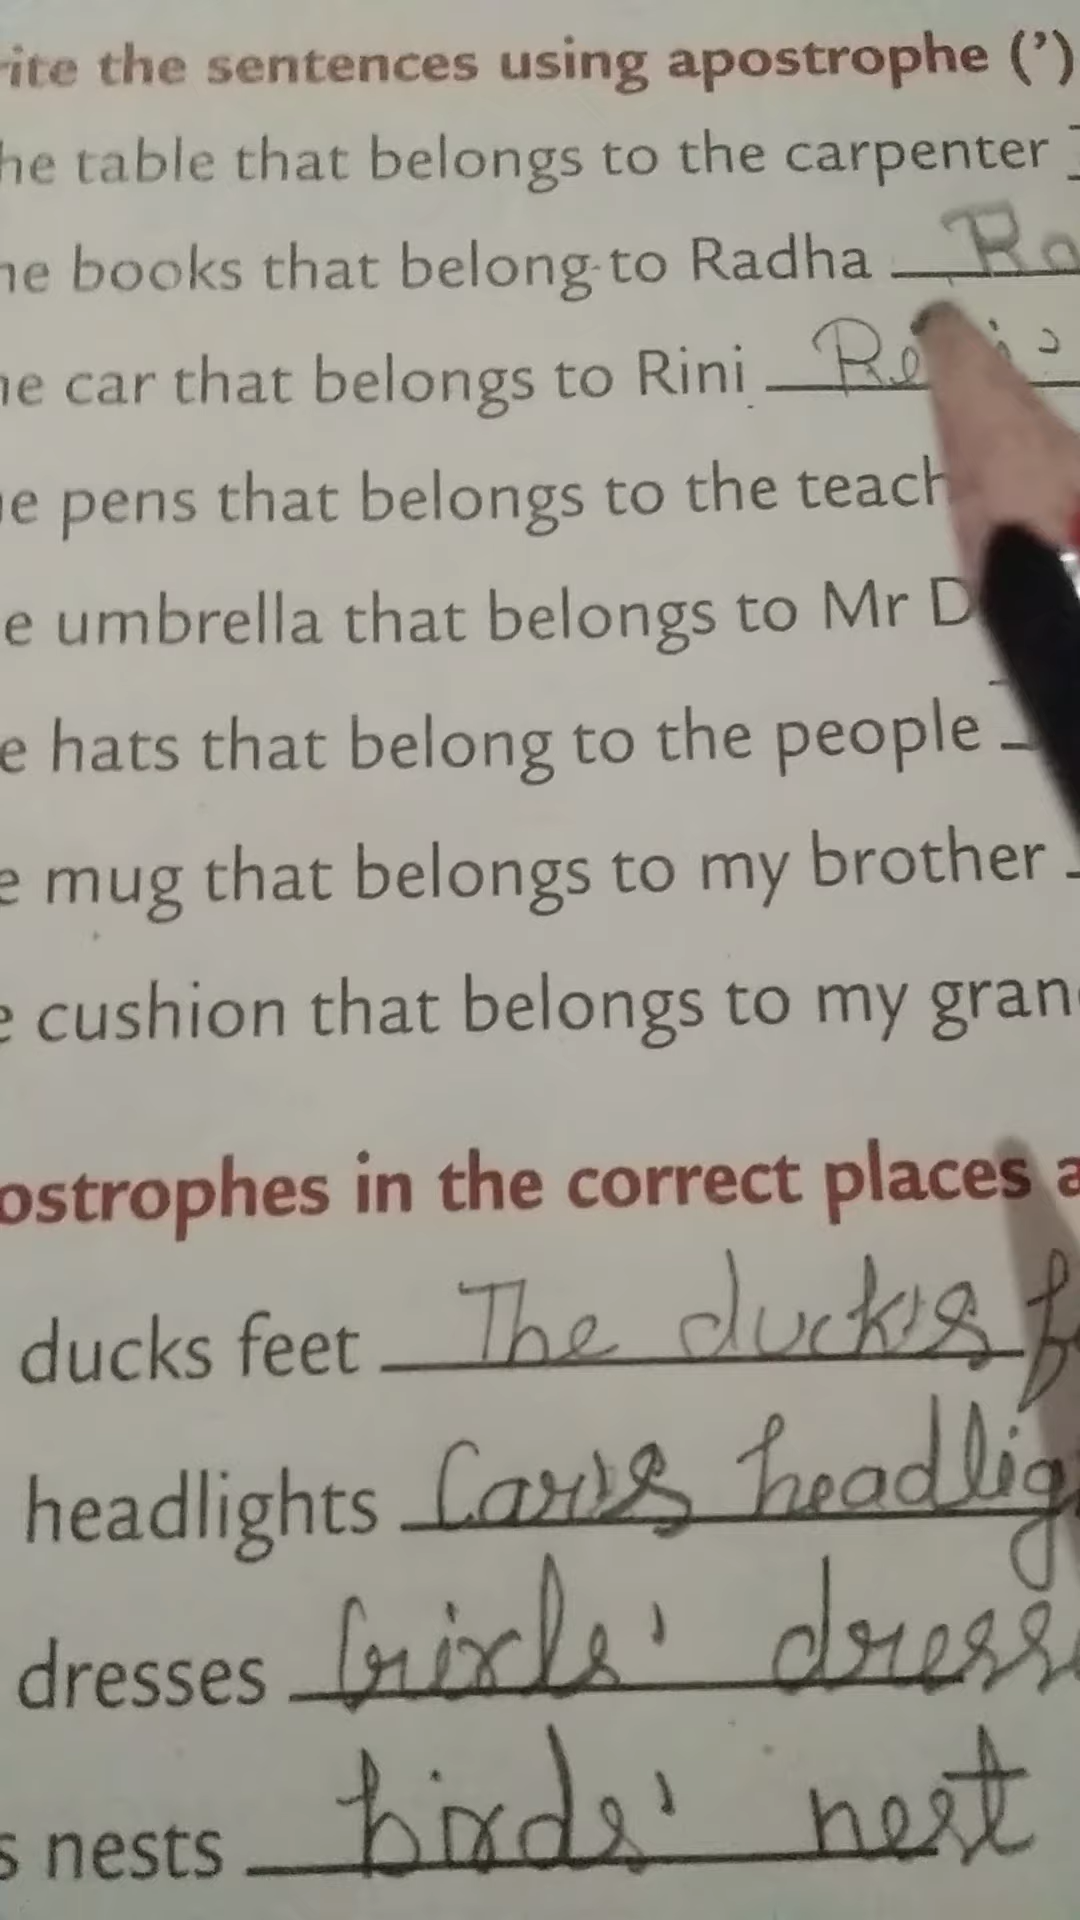 ite the sentences using apostrophe (’)
he table that belongs to the carpenter
he books that belong to Radha Ra
he car that belongs to Rini
e pens that belongs to the teach
e umbrella that belongs to Mr D
e hats that belong to the people
e mug that belongs to my brother
e cushion that belongs to my gran
ostrophes in the correct places a
ducks feet The duck's f
headlights Car's headlig
dresses Girls' dress
s nests birds' nest